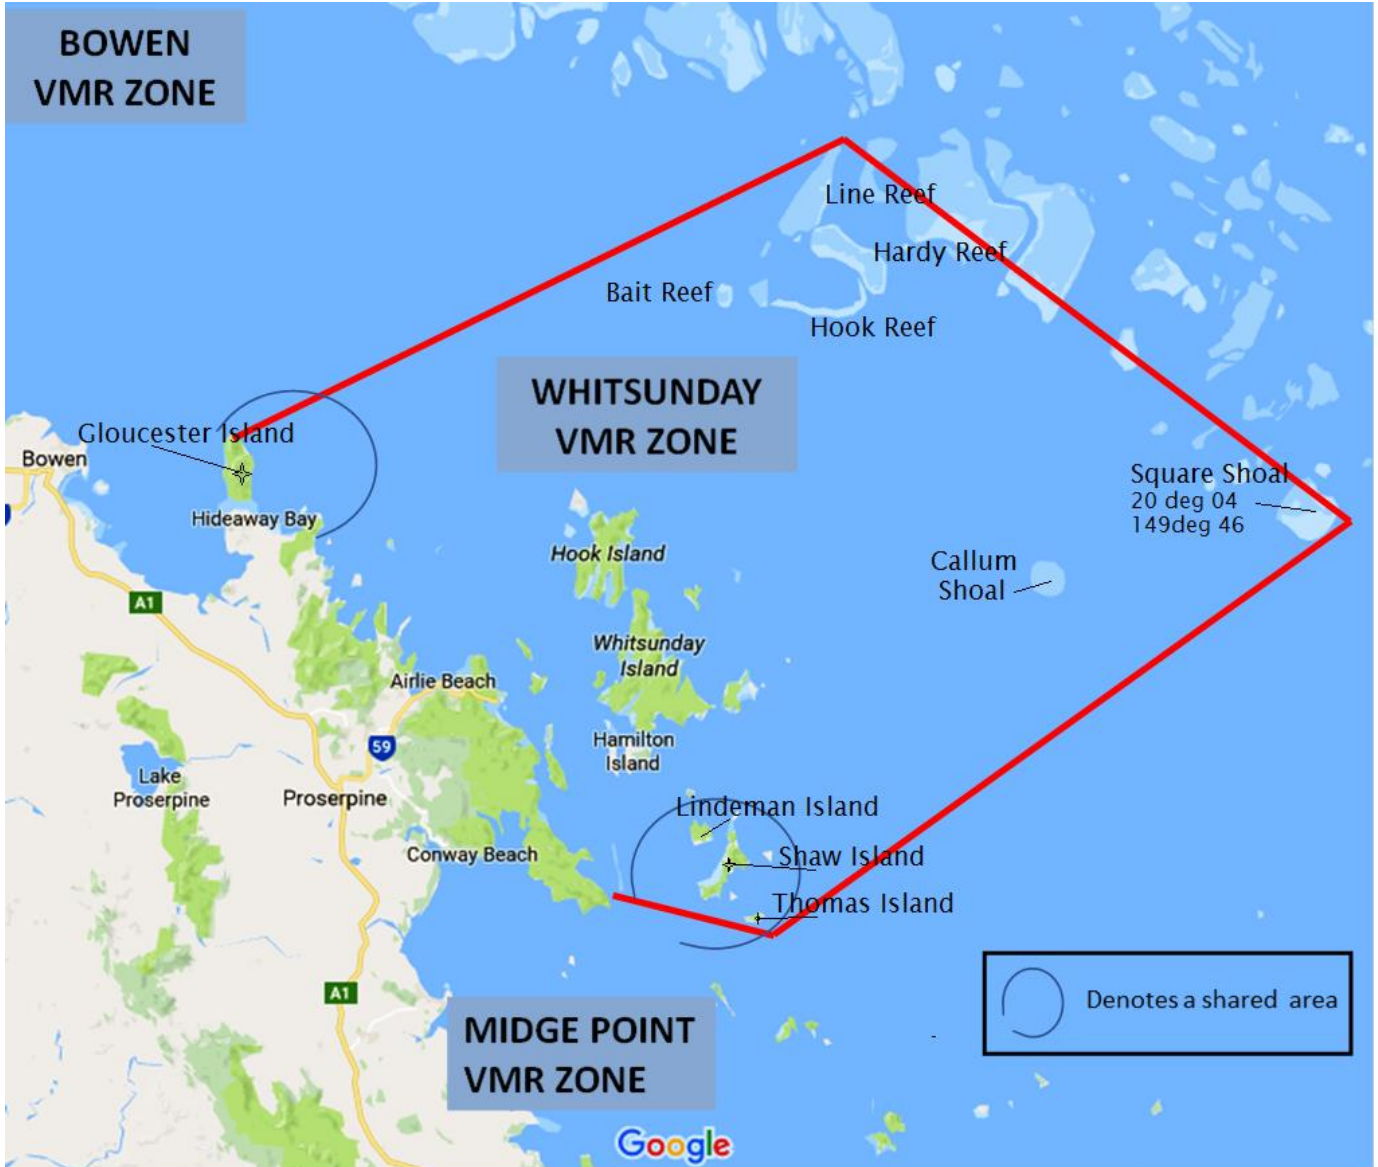 BOWEN
VMR ZONE
Line Reef
Hardy Reef
Bait Reef
Hook Reef
WHITSUNDAY
VMR ZONE
Gloucester Island
Bowen
Hideaway Bay
Square Shoal
20 deg 04
149deg 46
Hook Island
Callum
Shoal
A1
Whitsunday
Island
Airlie Beach
59
Hamilton
Island
Lake
Proserpine
Proserpine
Lindeman Island
Conway Beach
Shaw Island
Thomas Island
A1
MIDGE POINT
VMR ZONE
Denotes a shared area
Google